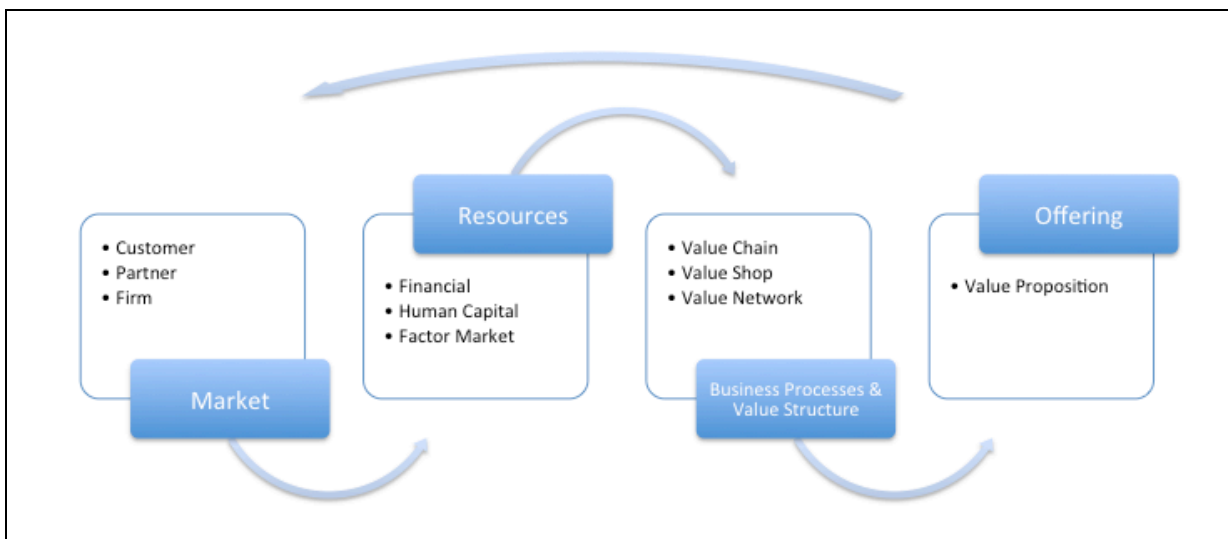 • Customer
• Partner
• Firm
Market
Resources
• Financial
• Human Capital
• Factor Market
• Value Chain
• Value Shop
• Value Network
Business Processes &
Value Structure
Offering
• Value Proposition